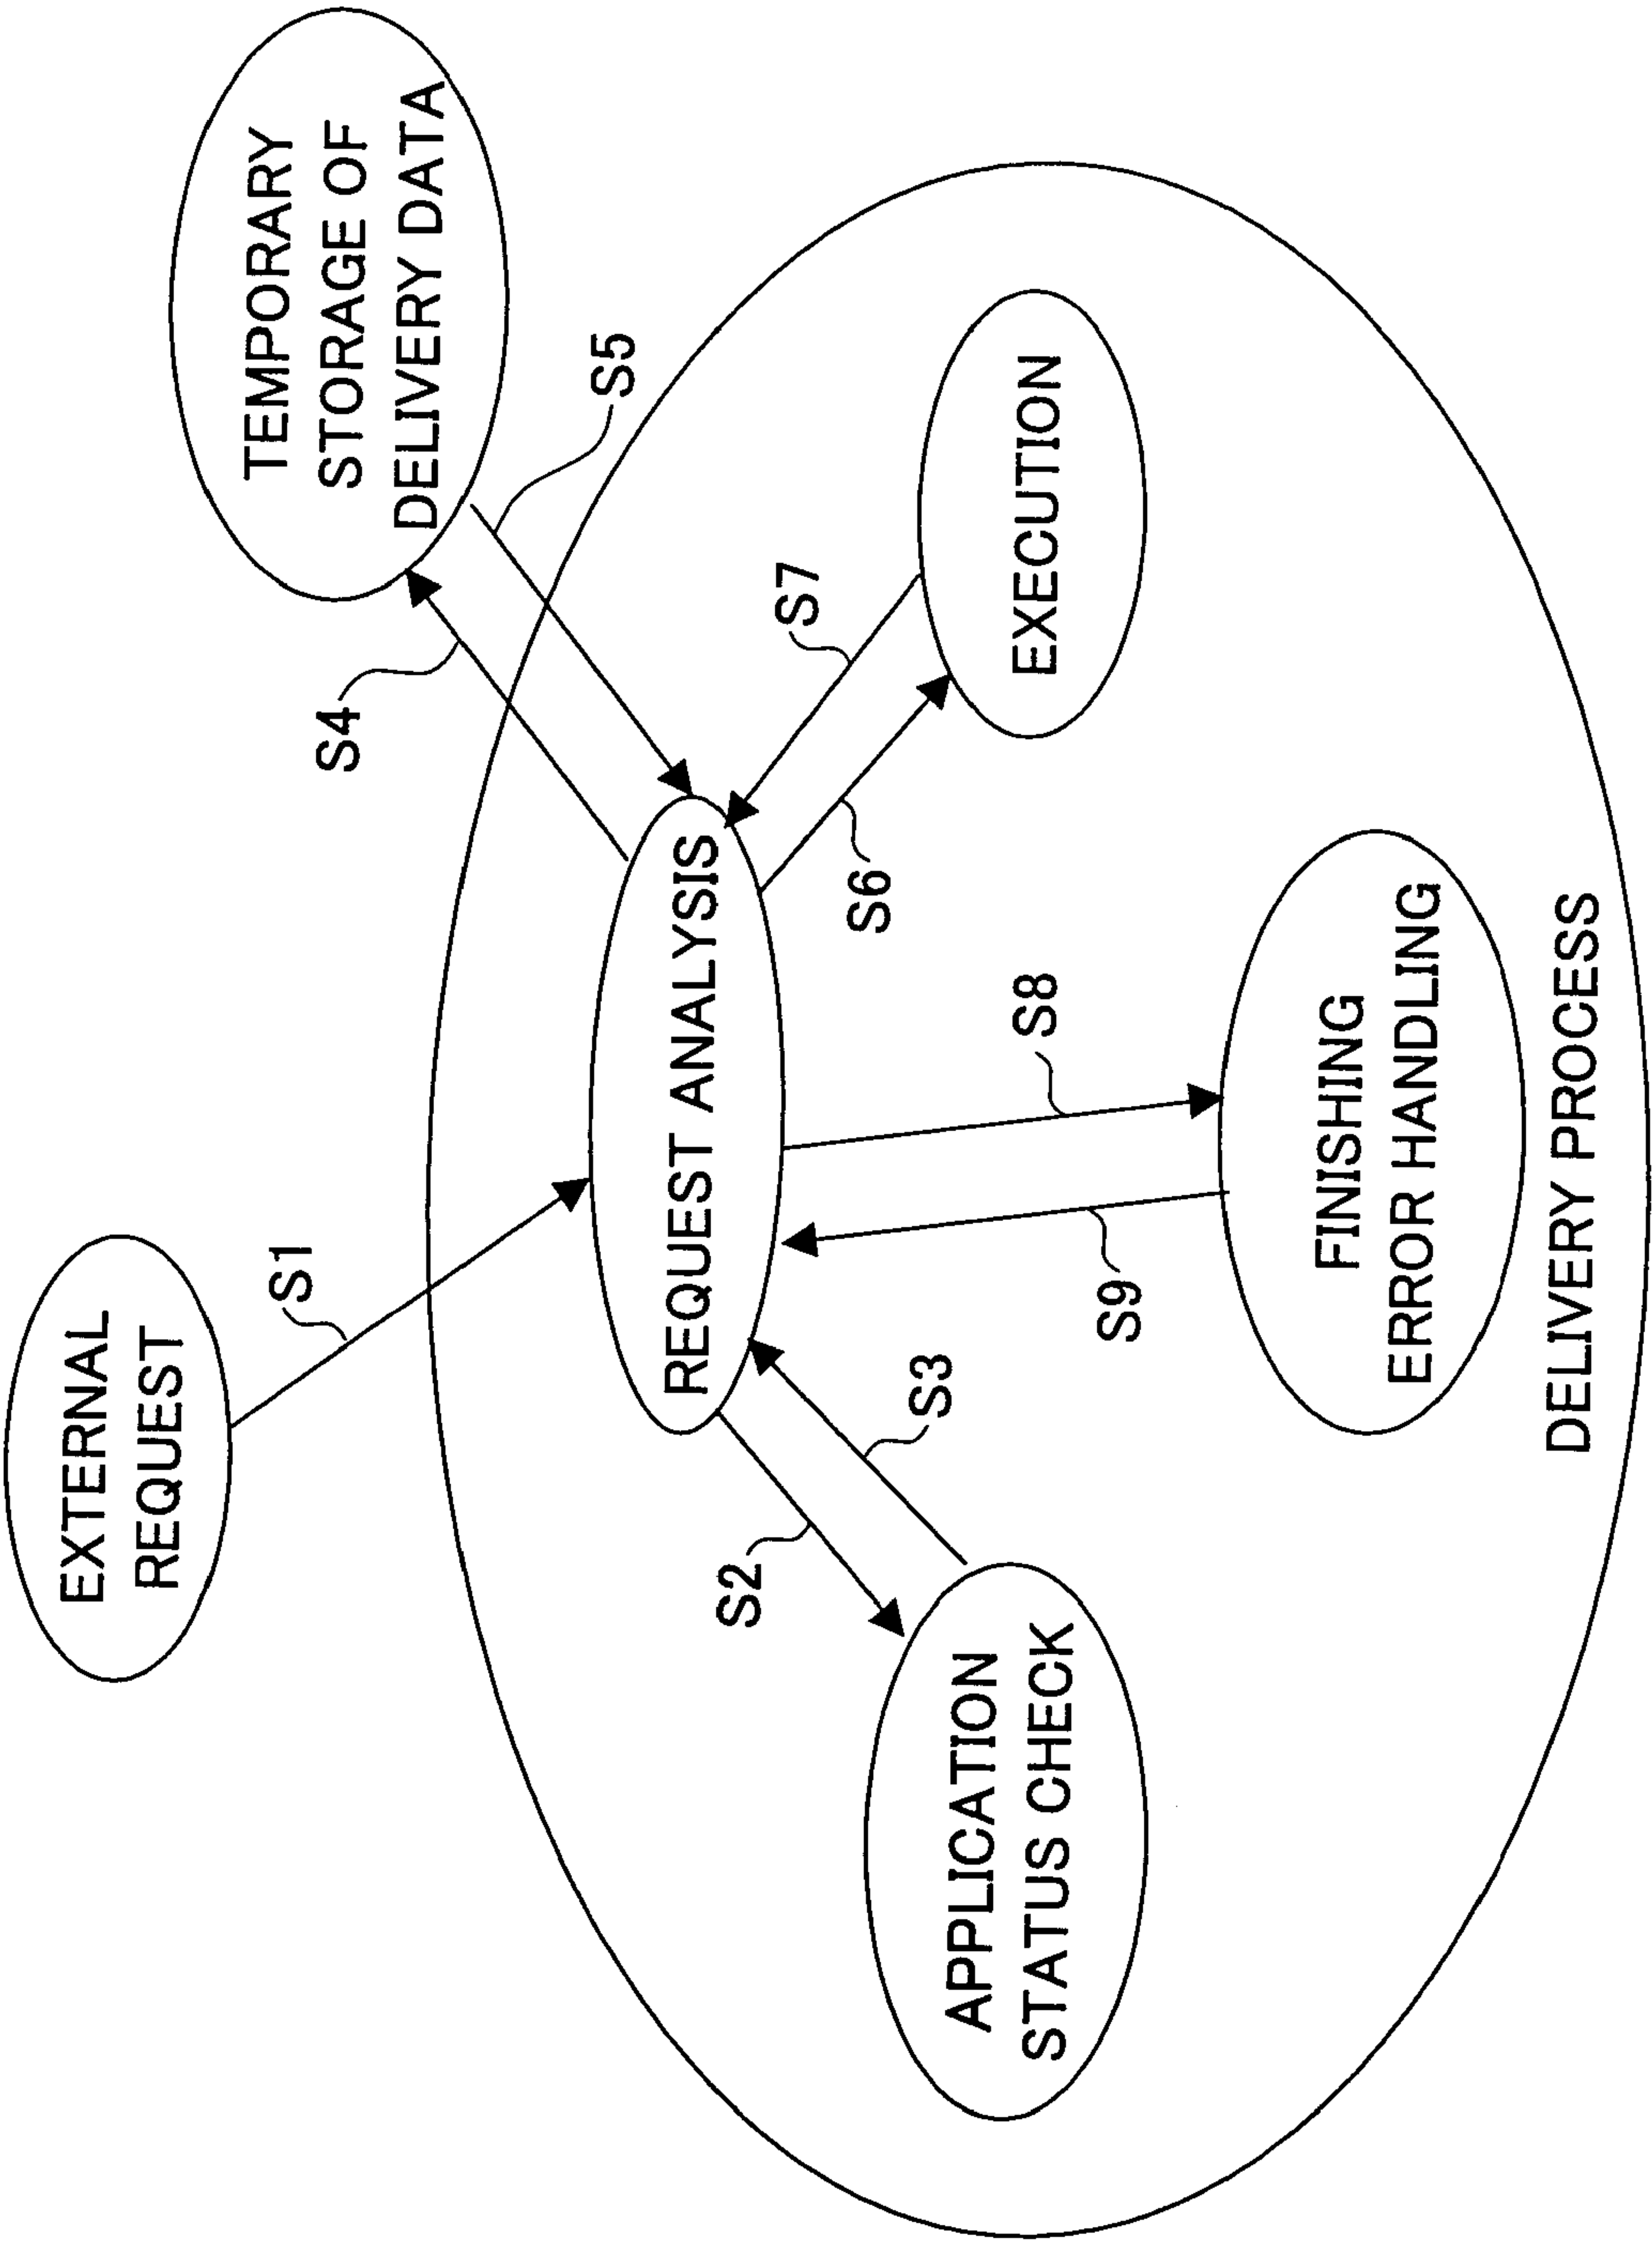 EXTERNAL
REQUEST
S1
TEMPORARY
STORAGE OF
DELIVERY DATA
S4
S5
REQUEST ANALYSIS
S2
S3
S6
S7
S8
S9
APPLICATION
STATUS CHECK
EXECUTION
FINISHING
ERROR HANDLING
DELIVERY PROCESS